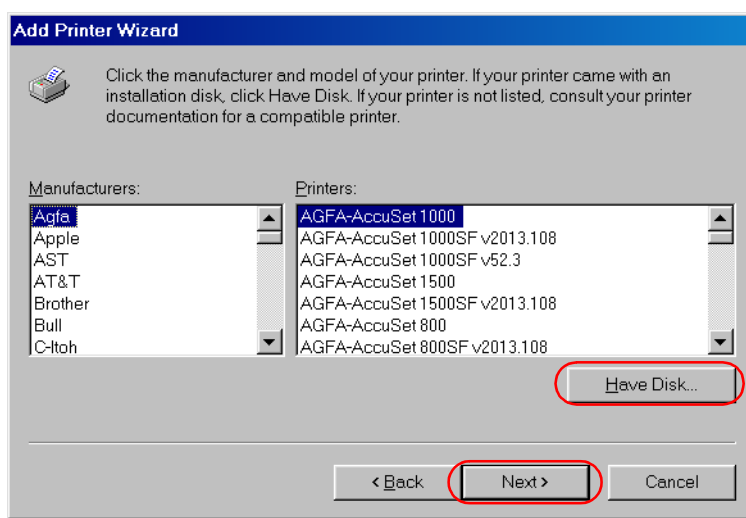 Add Printer Wizard
Click the manufacturer and model of your printer. If your printer came with an
installation disk, click Have Disk. If your printer is not listed, consult your printer
documentation for a compatible printer.
Manufacturers:
Agfa
Apple
AST
AT&T
Brother
Bull
C-Itoh
Printers:
AGFA-AccuSet 1000
AGFA-AccuSet 1000SF v2013.108
AGFA-AccuSet 1000SF v52.3
AGFA-AccuSet 1500
AGFA-AccuSet 1500SF v2013.108
AGFA-AccuSet 800
AGFA-AccuSet 800SF v2013.108
Have Disk...
< Back
Next >
Cancel